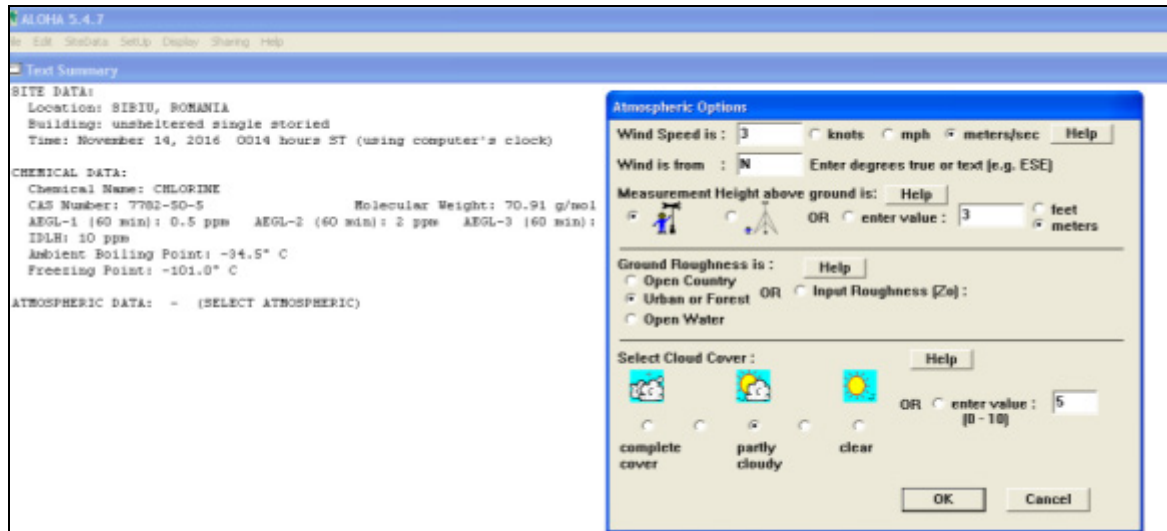 ALOHA 5.4.7
Edit SiteData SetUp Display Sharing Help
Text Summary
SITE DATA:
Location: SIBIU, ROMANIA
Building: unsheltered single storied
Time: November 14, 2016 0014 hours ST (using computer's clock)
CHEMICAL DATA:
Chemical Name: CHLORINE
CAS Number: 7782-50-5 Molecular Weight: 70.91 g/mol
AEGL-1 (60 min): 0.5 ppm AEGL-2 (60 min): 2 ppm AEGL-3 (60 min):
IDLH: 10 ppm
Ambient Boiling Point: -34.5° C
Freezing Point: -101.0° C
ATMOSPHERIC DATA: - (SELECT ATMOSPHERIC)
Atmospheric Options
Wind Speed is : 3 knots mph meters/sec Help
Wind is from : N Enter degrees true or text (e.g. ESE)
Measurement Height above ground is: Help
OR enter value : 3 feet
meters
Ground Roughness is : Help
Open Country
Urban or Forest OR Input Roughness (Zo) :
Open Water
Select Cloud Cover : Help
OR enter value : 5
(0 - 10)
complete partly clear
cover cloudy
OK Cancel